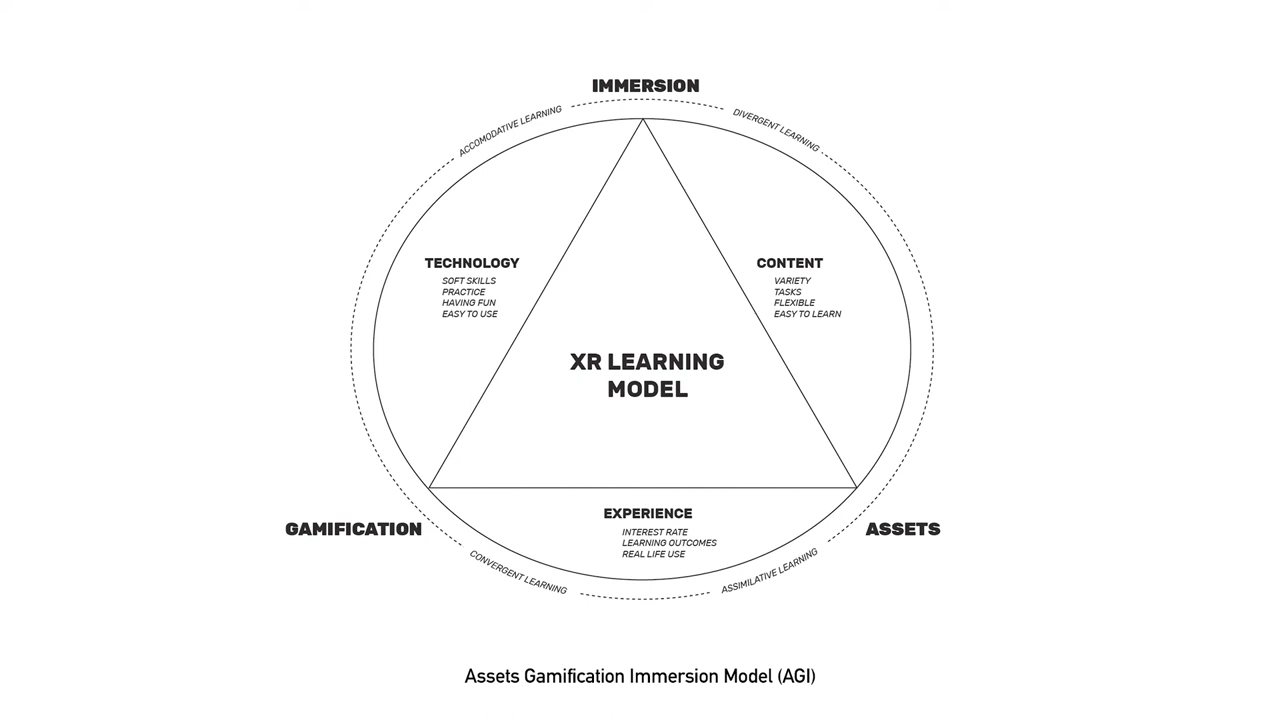 IMMERSION
ACCOMODATIVE LEARNING
DIVERGENT LEARNING
TECHNOLOGY
SOFT SKILLS
PRACTICE
HAVING FUN
EASY TO USE
CONTENT
VARIETY
TASKS
FLEXIBLE
EASY TO LEARN
XR LEARNING
MODEL
EXPERIENCE
INTEREST RATE
LEARNING OUTCOMES
REAL LIFE USE
GAMIFICATION
ASSETS
CONVERGENT LEARNING
ASSIMILATIVE LEARNING
Assets Gamification Immersion Model (AGI)